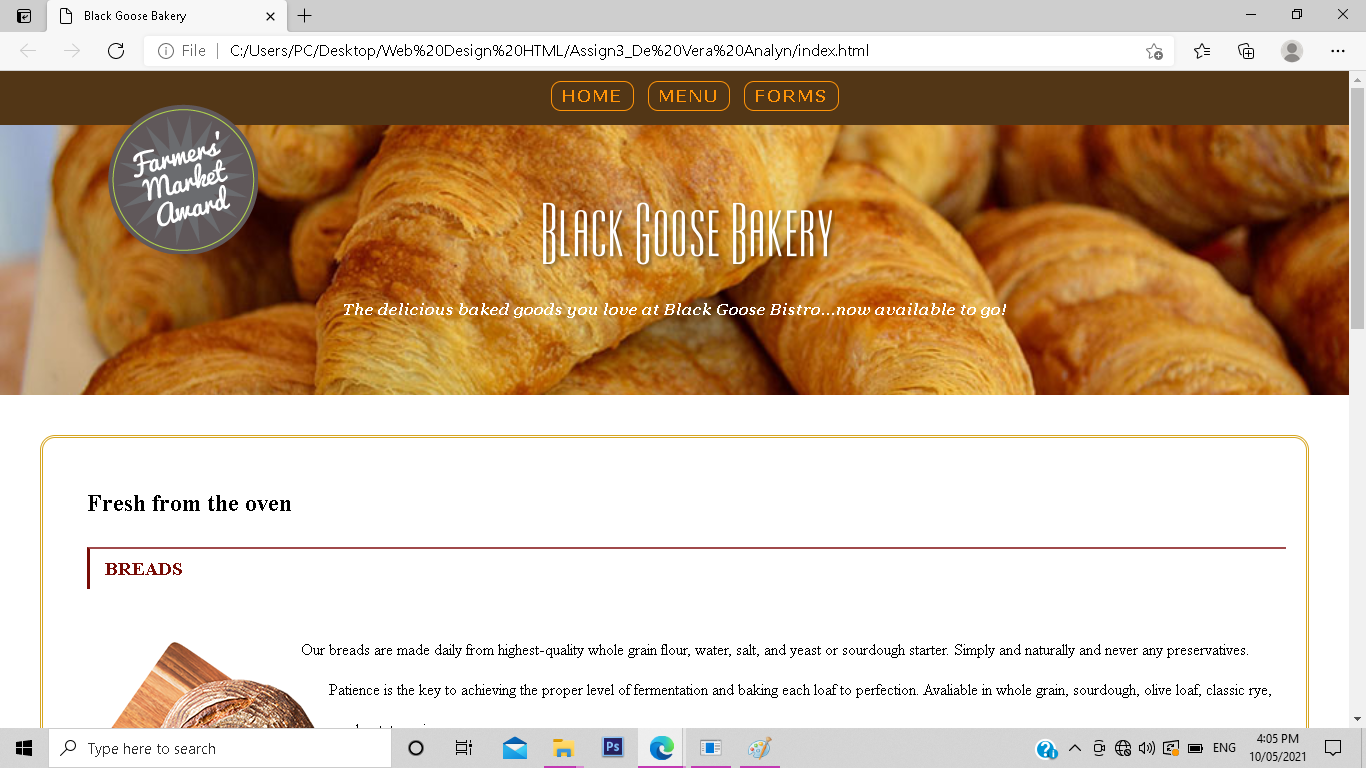 Black Goose Bakery
File
C:/Users/PC/Desktop/Web%20Design%20HTML/Assign3_De%20Vera%20Analyn/index.html
HOME MENU FORMS
Farmers'
Market
Award
Black Goose Bakery
The delicious baked goods you love at Black Goose Bistro...now available to go!
Fresh from the oven
BREADS
Our breads are made daily from highest-quality whole grain flour, water, salt, and yeast or sourdough starter. Simply and naturally and never any preservatives.
Patience is the key to achieving the proper level of fermentation and baking each loaf to perfection. Avaliable in whole grain, sourdough, olive loaf, classic rye,
Type here to search
Ps
ENG
4:05 PM
10/05/2021